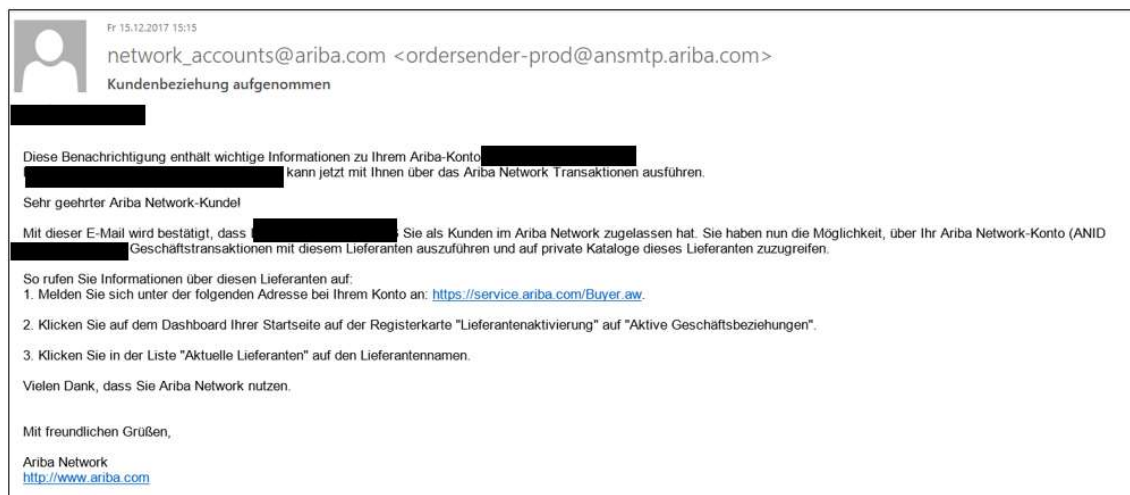 Fr 15.12.2017 15:15
network_accounts@ariba.com <ordersender-prod@ansmtp.ariba.com>
Kundenbeziehung aufgenommen
Diese Benachrichtigung enthält wichtige Informationen zu Ihrem Ariba-Konto
kann jetzt mit Ihnen über das Ariba Network Transaktionen ausführen.
Sehr geehrter Ariba Network-Kunde!
Mit dieser E-Mail wird bestätigt, dass Sie als Kunden im Ariba Network zugelassen hat. Sie haben nun die Möglichkeit, über Ihr Ariba Network-Konto (ANID
Geschäftstransaktionen mit diesem Lieferanten auszuführen und auf private Kataloge dieses Lieferanten zuzugreifen.
So rufen Sie Informationen über diesen Lieferanten auf:
1. Melden Sie sich unter der folgenden Adresse bei Ihrem Konto an: https://service.ariba.com/Buyer.aw.
2. Klicken Sie auf dem Dashboard Ihrer Startseite auf der Registerkarte "Lieferantenaktivierung" auf "Aktive Geschäftsbeziehungen".
3. Klicken Sie in der Liste "Aktuelle Lieferanten" auf den Lieferantennamen.
Vielen Dank, dass Sie Ariba Network nutzen.
Mit freundlichen Grüßen,
Ariba Network
http://www.ariba.com